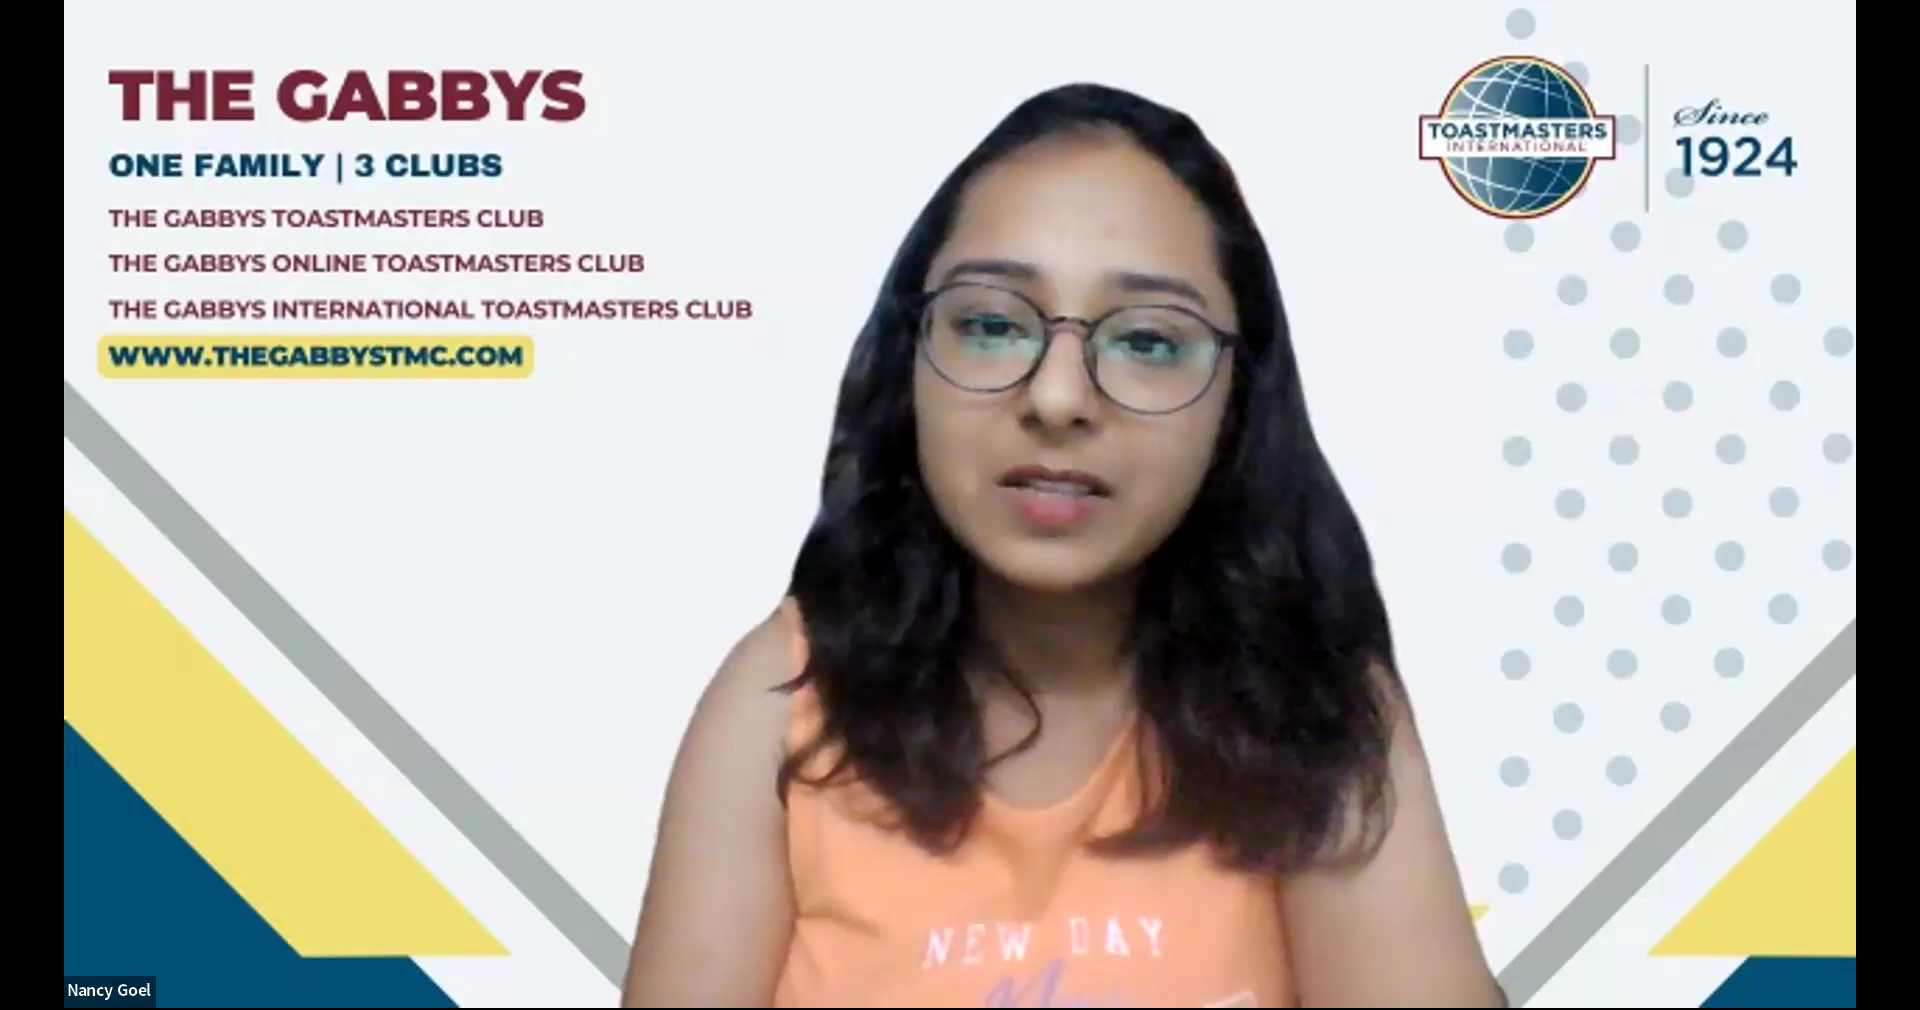 THE GABBYS
ONE FAMILY | 3 CLUBS
THE GABBYS TOASTMASTERS CLUB
THE GABBYS ONLINE TOASTMASTERS CLUB
THE GABBYS INTERNATIONAL TOASTMASTERS CLUB
WWW.THEGABBYSTMC.COM
TOASTMASTERS
INTERNATIONAL
Since
1924
NEW DAY
Nancy Goel